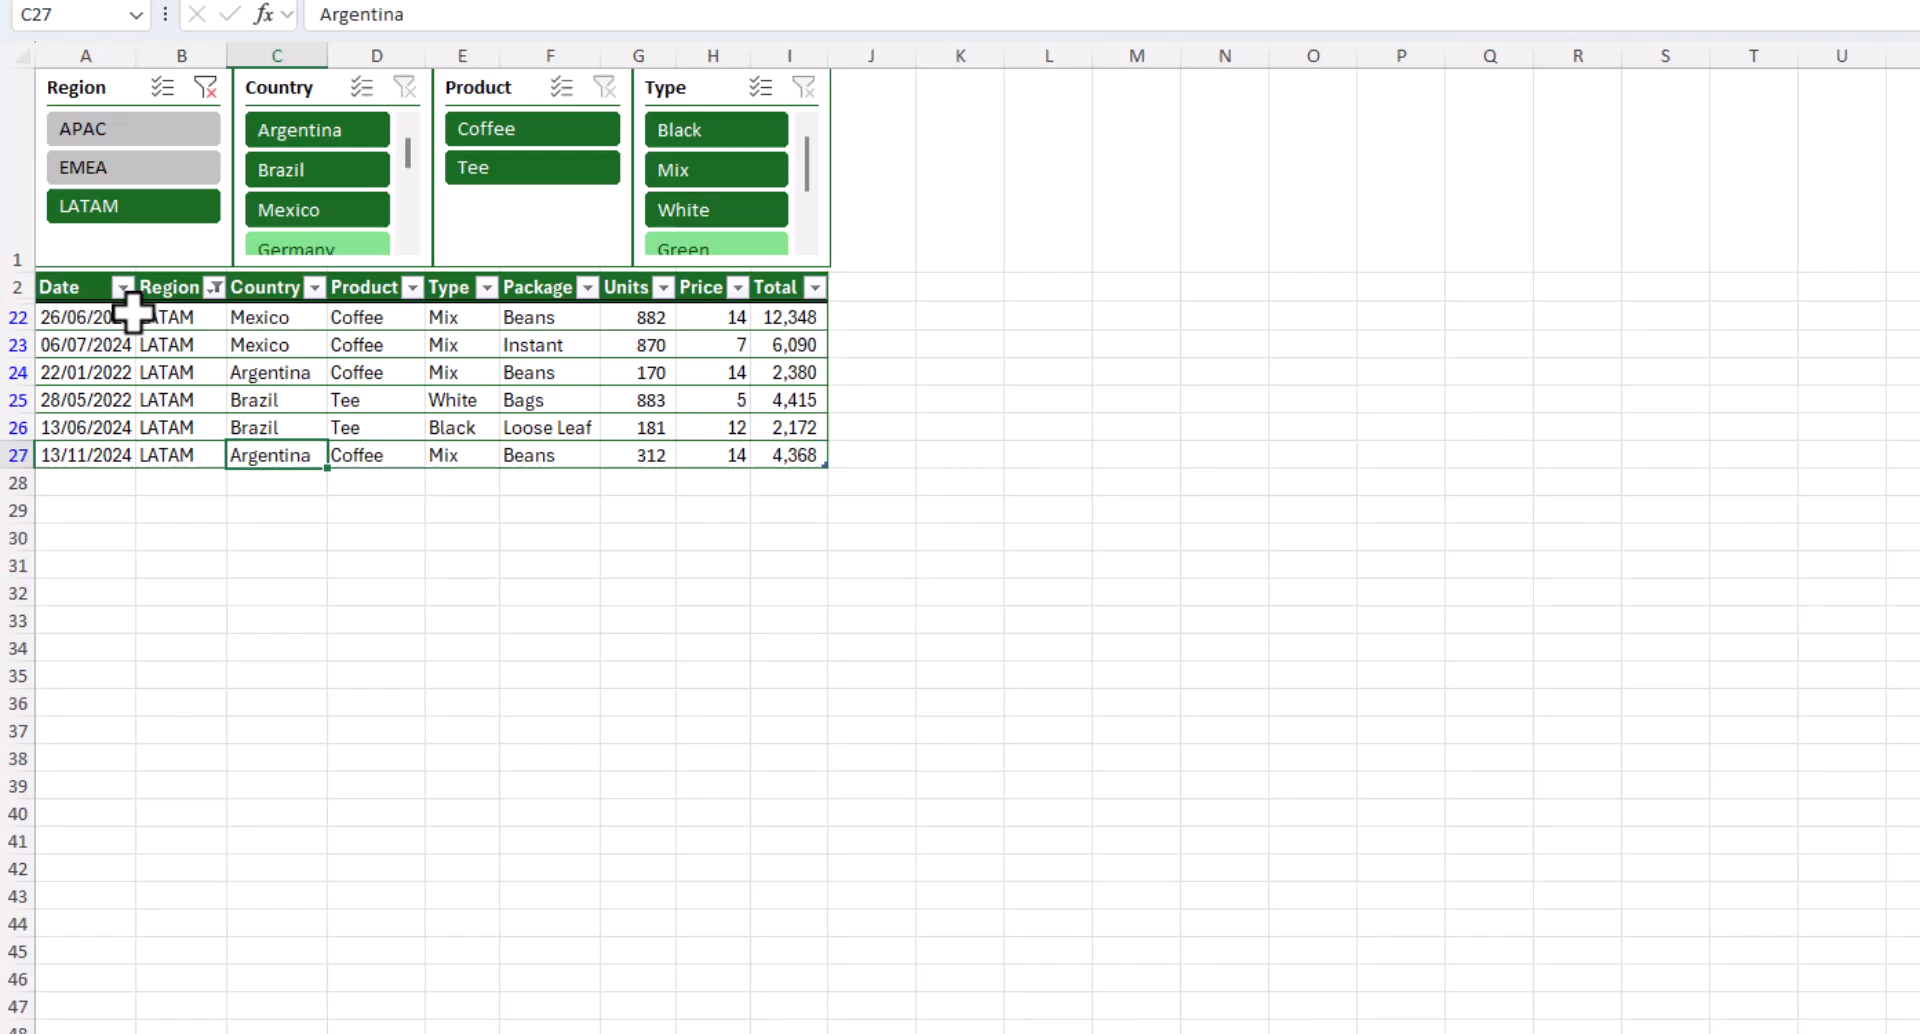 C27 fx Argentina
A B C D E F G H I J K L M N O P Q R S T U
Region Country Product Type
APAC Argentina Coffee Black
EMEA Brazil Tee Mix
LATAM Mexico White
Germany Green
1
2 Date Region Country Product Type Package Units Price Total
22 26/06/20 ATAM Mexico Coffee Mix Beans 882 14 12,348
23 06/07/2024 LATAM Mexico Coffee Mix Instant 870 7 6,090
24 22/01/2022 LATAM Argentina Coffee Mix Beans 170 14 2,380
25 28/05/2022 LATAM Brazil Tee White Bags 883 5 4,415
26 13/06/2024 LATAM Brazil Tee Black Loose Leaf 181 12 2,172
27 13/11/2024 LATAM Argentina Coffee Mix Beans 312 14 4,368
28
29
30
31
32
33
34
35
36
37
38
39
40
41
42
43
44
45
46
47
48